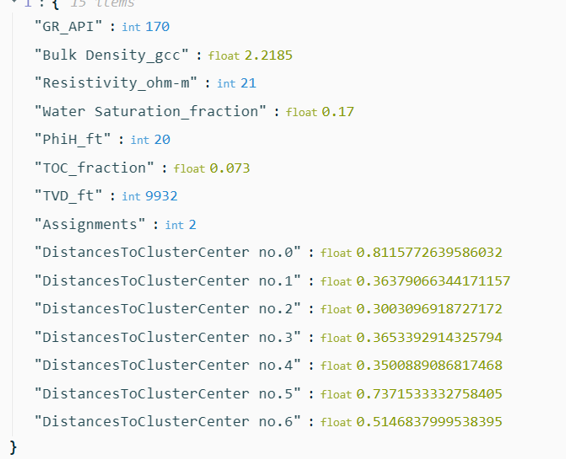 1 : { 15 items
"GR_API" : int 170
"Bulk Density_gcc" : float 2.2185
"Resistivity_ohm-m" : int 21
"Water Saturation_fraction" : float 0.17
"PhiH_ft" : int 20
"TOC_fraction" : float 0.073
"TVD_ft" : int 9932
"Assignments" : int 2
"DistancesToClusterCenter no.0" : float 0.8115772639586032
"DistancesToClusterCenter no.1" : float 0.36379066344171157
"DistancesToClusterCenter no.2" : float 0.3003096918727172
"DistancesToClusterCenter no.3" : float 0.3653392914325794
"DistancesToClusterCenter no.4" : float 0.3500889086817468
"DistancesToClusterCenter no.5" : float 0.7371533332758405
"DistancesToClusterCenter no.6" : float 0.5146837999538395
}